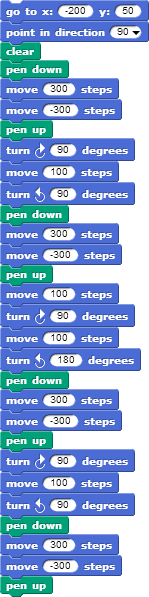 go to x: -200 y: 50
point in direction 90
clear
pen down
move 300 steps
move -300 steps
pen up
turn 90 degrees
move 100 steps
turn 90 degrees
pen down
move 300 steps
move -300 steps
pen up
move 100 steps
turn 90 degrees
move 100 steps
turn 180 degrees
pen down
move 300 steps
move -300 steps
pen up
turn 90 degrees
move 100 steps
turn 90 degrees
pen down
move 300 steps
move -300 steps
pen up